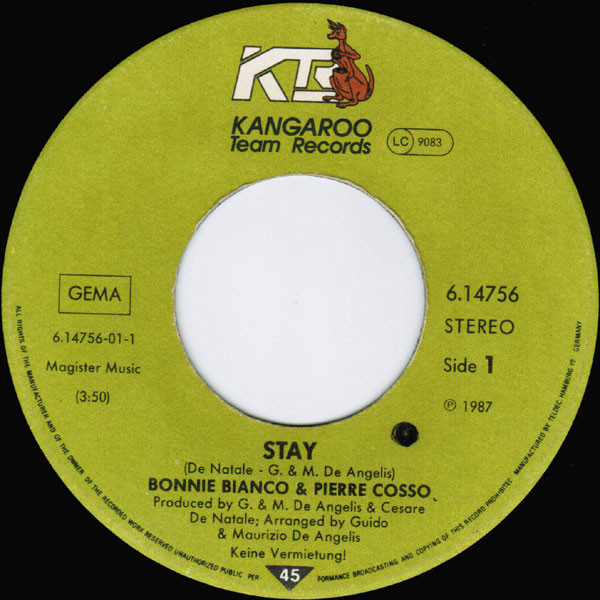 KTR
KANGAROO
Team Records
LC 9083
GEMA
6.14756-01-1
Magister Music
(3:50)
6.14756
STEREO
Side 1
℗ 1987
STAY
(De Natale - G. & M. De Angelis)
BONNIE BIANCO & PIERRE COSSO
Produced by G. & M. De Angelis & Cesare
De Natale; Arranged by Guido
& Maurizio De Angelis
Keine Vermietung!
45
ALL RIGHTS OF THE MANUFACTURER AND OF THE OWNER OF THE RECORDED WORK RESERVED UNAUTHORIZED PUBLIC PER-
FORMANCE BROADCASTING AND COPYING OF THIS RECORD PROHIBITED MANUFACTURED BY TELDEC HAMBURG 19 GERMANY